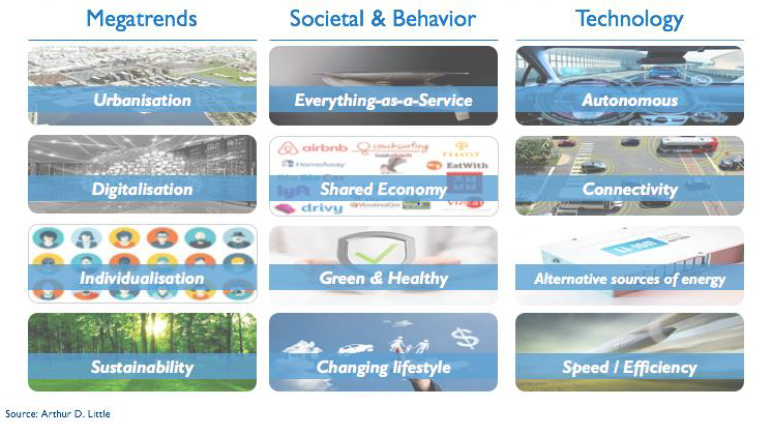 Megatrends
Societal & Behavior
Technology
Urbanisation
Everything-as-a-Service
Autonomous
Digitalisation
airbnb
couchsurfing
FEASTLY
HomeAway
EatWith
Shared Economy
lyft
drivy
Connectivity
Individualisation
Green & Healthy
Alternative sources of energy
Sustainability
Changing lifestyle
$
Speed / Efficiency
Source: Arthur D. Little